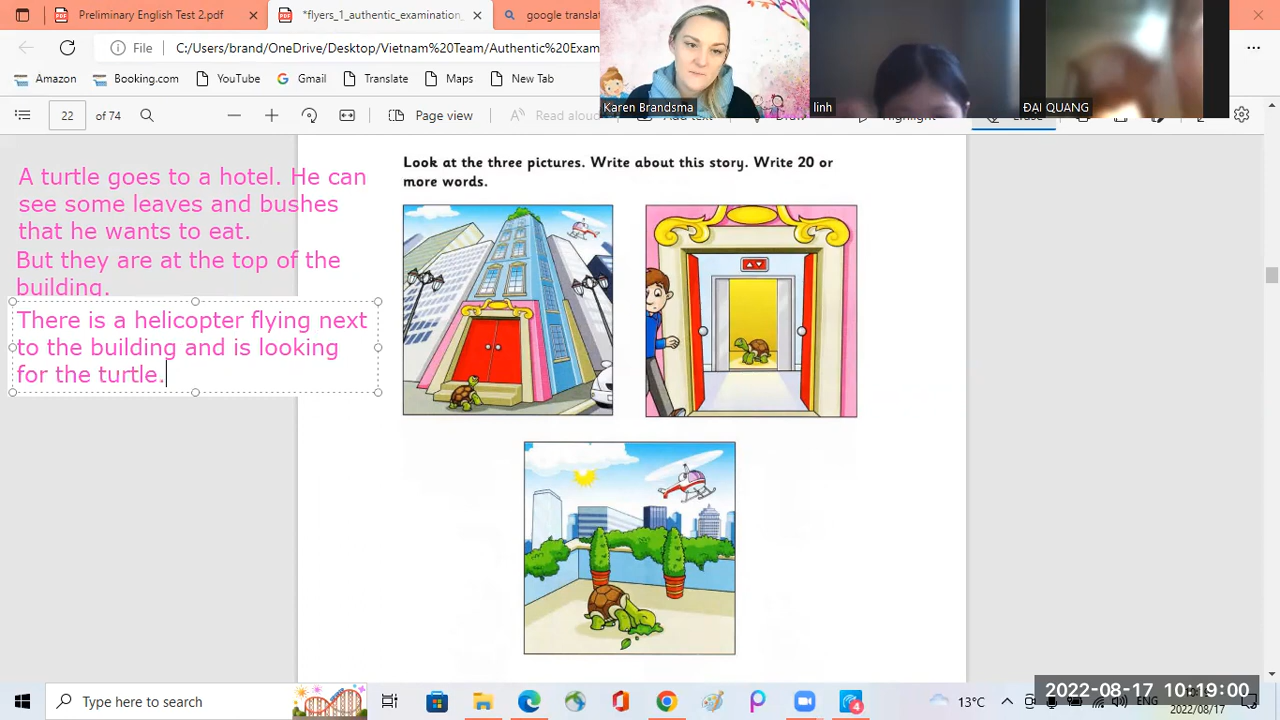 Preliminary English Test 2.pdf
*flyers_1_authentic_examination_
google translat
File
C:/Users/brand/OneDrive/Desktop/Vietnam%20Team/Authentic%20Exam
Amazon
Booking.com
YouTube
Gmail
Translate
Maps
New Tab
Karen Brandsma
linh
ĐAI QUANG
22
of 74
Page view
Read aloud
Look at the three pictures. Write about this story. Write 20 or
more words.
A turtle goes to a hotel. He can
see some leaves and bushes
that he wants to eat.
But they are at the top of the
building.
There is a helicopter flying next
to the building and is looking
for the turtle.
Type here to search
4
13°C
ENG
2022-08-17 10:19:00
2022/08/17